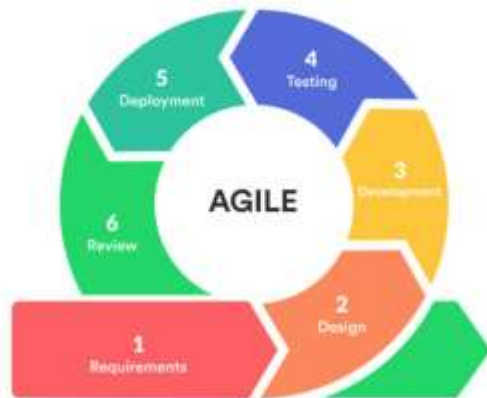 AGILE
1
Requirements
2
Design
3
Development
4
Testing
5
Deployment
6
Review